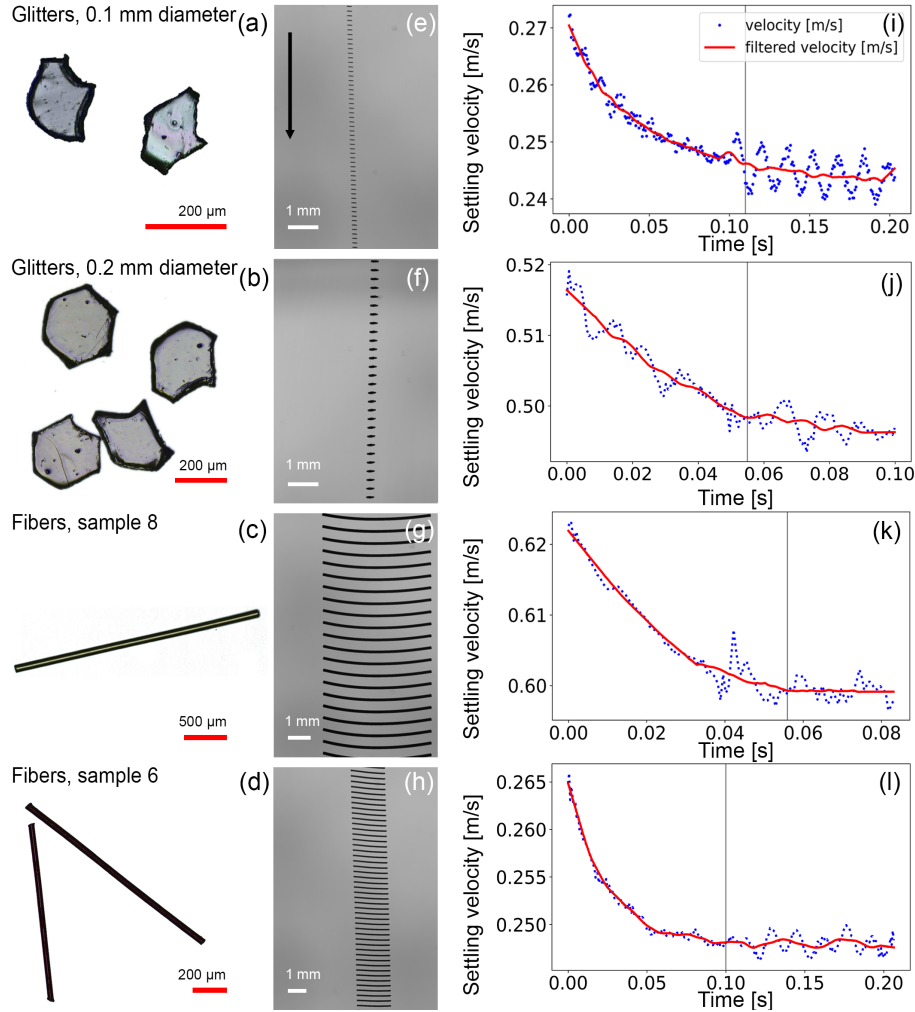 Glitters, 0.1 mm diameter
(a)
200 µm
(e)
1 mm
Settling velocity [m/s]
0.27
0.26
0.25
0.24
velocity [m/s]
filtered velocity [m/s]
(i)
0.00 0.05 0.10 0.15 0.20
Time [s]
Glitters, 0.2 mm diameter
(b)
200 µm
(f)
1 mm
Settling velocity [m/s]
0.52
0.51
0.50
(j)
0.00 0.02 0.04 0.06 0.08 0.10
Time [s]
Fibers, sample 8
(c)
500 µm
(g)
1 mm
Settling velocity [m/s]
0.62
0.61
0.60
(k)
0.00 0.02 0.04 0.06 0.08
Time [s]
Fibers, sample 6
(d)
200 µm
(h)
1 mm
Settling velocity [m/s]
0.265
0.260
0.255
0.250
(l)
0.00 0.05 0.10 0.15 0.20
Time [s]